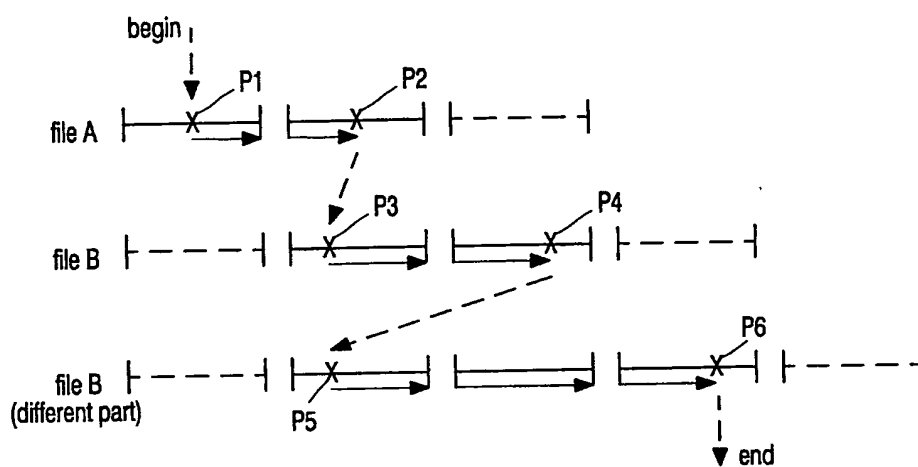 begin
P1
P2
file A
P3
P4
file B
P6
file B
(different part)
P5
end